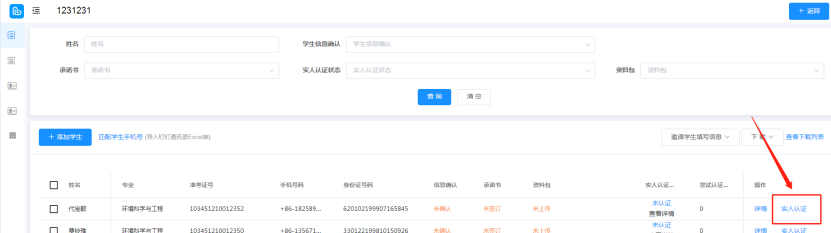 1231231
← 返回
姓名 姓名 学生信息确认 学生信息确认
承诺书 承诺书 实人认证状态 实人认证状态 资料包 资料包
查 询 清 空
+ 添加学生 匹配学生手机号 (导入钉钉通讯录Excel表) 邀请学生填写信息 下 载 查看下载列表
姓名 专业 准考证号 手机号码 身份证号码 信息确认 承诺书 资料包 实人认证... 尝试认证... 操作
代宝靓 环境科学与工程 103451210012352 +86-182589... 620102199907165845 未确认 未签订 未上传 未认证 0 详情 实人认证
查看详情
环境科学与工程 103451210012350 +86-135671... 330122199810150926 未确认 未签订 未上传 未认证 0 详情 实人认证